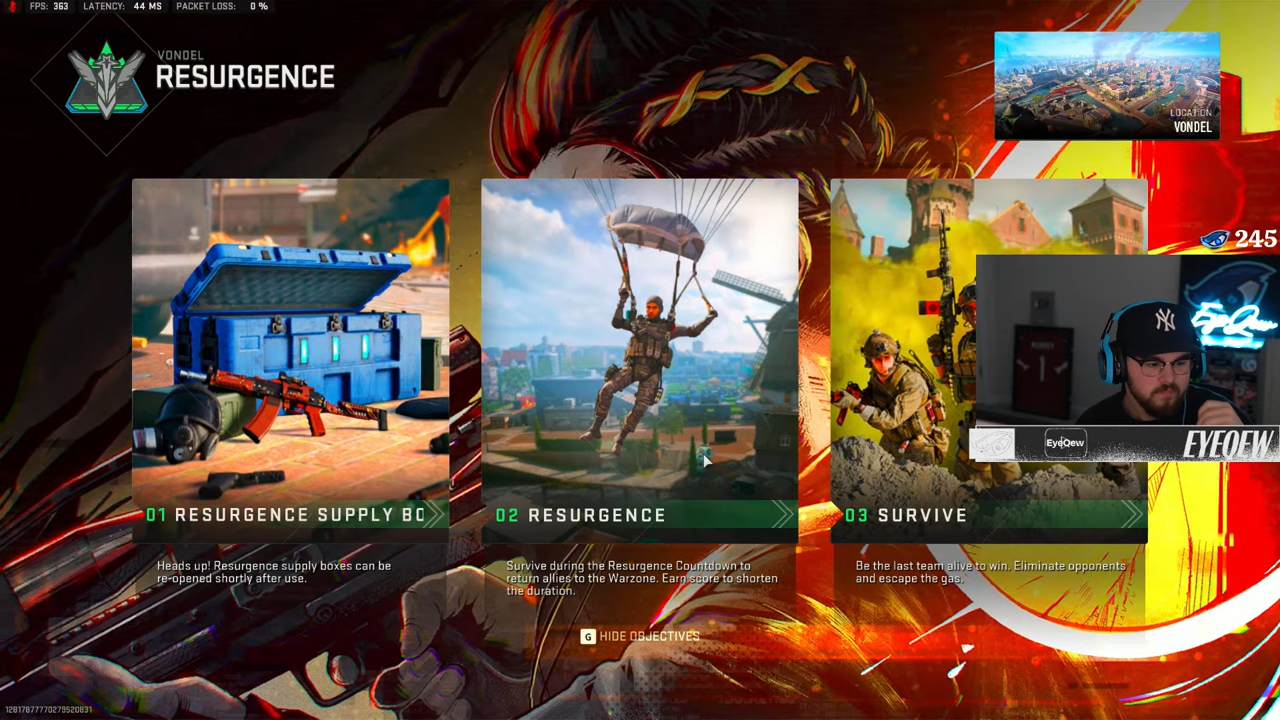 FPS: 363 LATENCY: 44 MS PACKET LOSS: 0 %
VONDEL
RESURGENCE
LOCATION
VONDEL
245
EyeQew
EyeQew
EYEQEW
01 RESURGENCE SUPPLY BO
02 RESURGENCE
03 SURVIVE
Heads up! Resurgence supply boxes can be
re-opened shortly after use.
Survive during the Resurgence Countdown to
return allies to the Warzone. Earn score to shorten
the duration.
Be the last team alive to win. Eliminate opponents
and escape the gas.
G HIDE OBJECTIVES